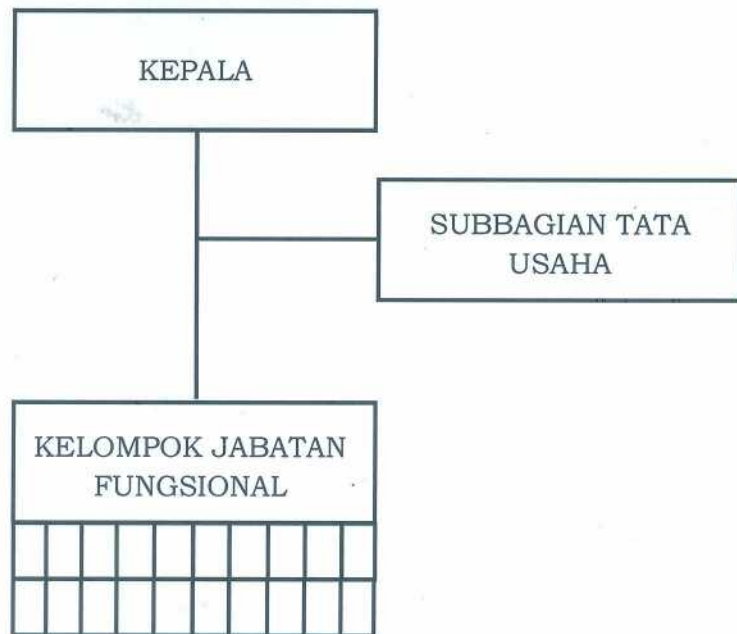 KEPALA
SUBBAGIAN TATA
USAHA
KELOMPOK JABATAN
FUNGSIONAL